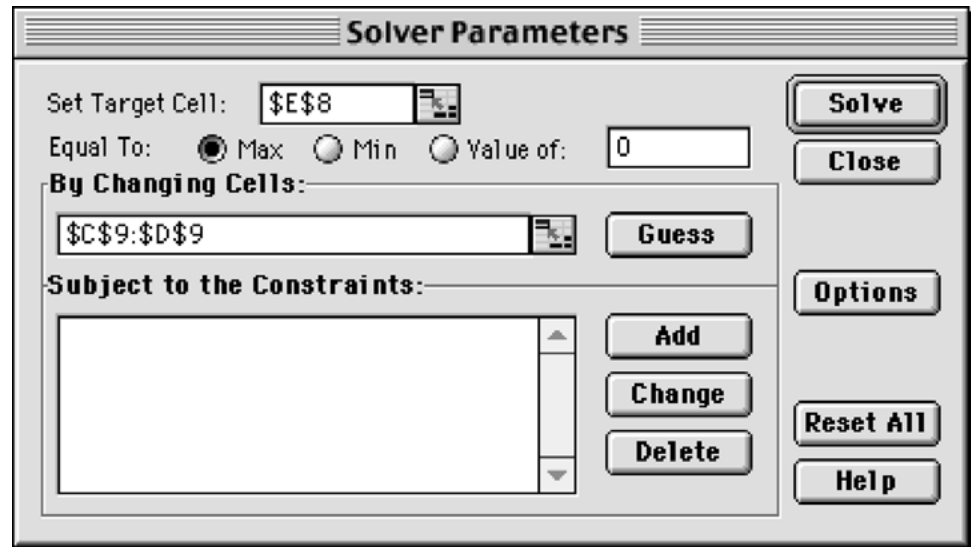 Solver Parameters
Set Target Cell: $E$8
Solve
Equal To: Max Min Value of: 0
Close
By Changing Cells:
$C$9:$D$9
Guess
Subject to the Constraints:
Options
Add
Change
Reset All
Delete
Help